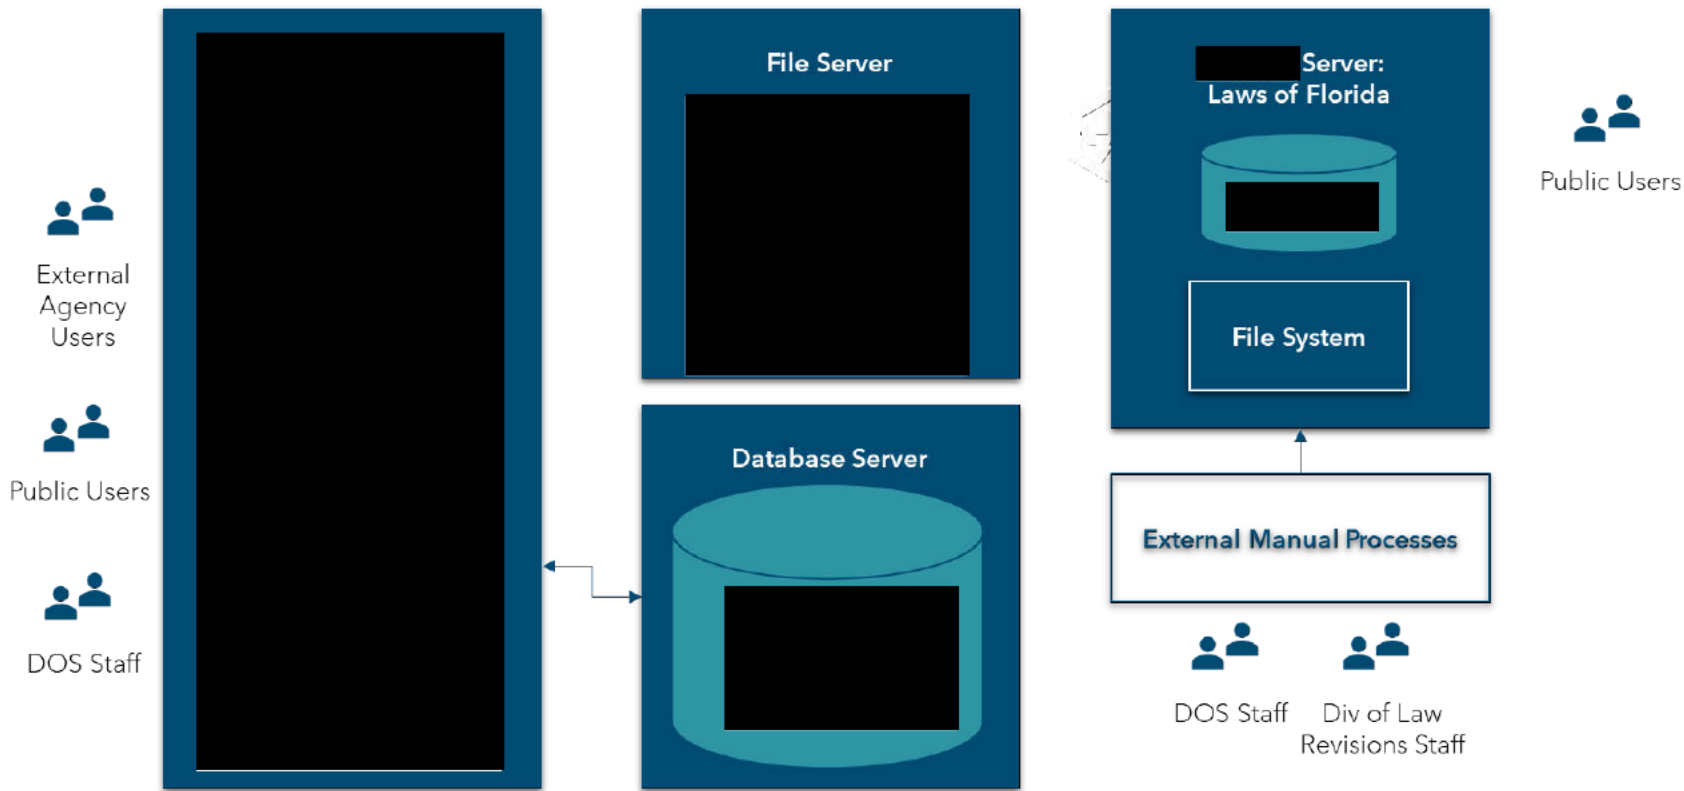 External
Agency
Users
Public Users
DOS Staff
File Server
Database Server
Server:
Laws of Florida
File System
External Manual Processes
DOS Staff
Div of Law
Revisions Staff
Public Users